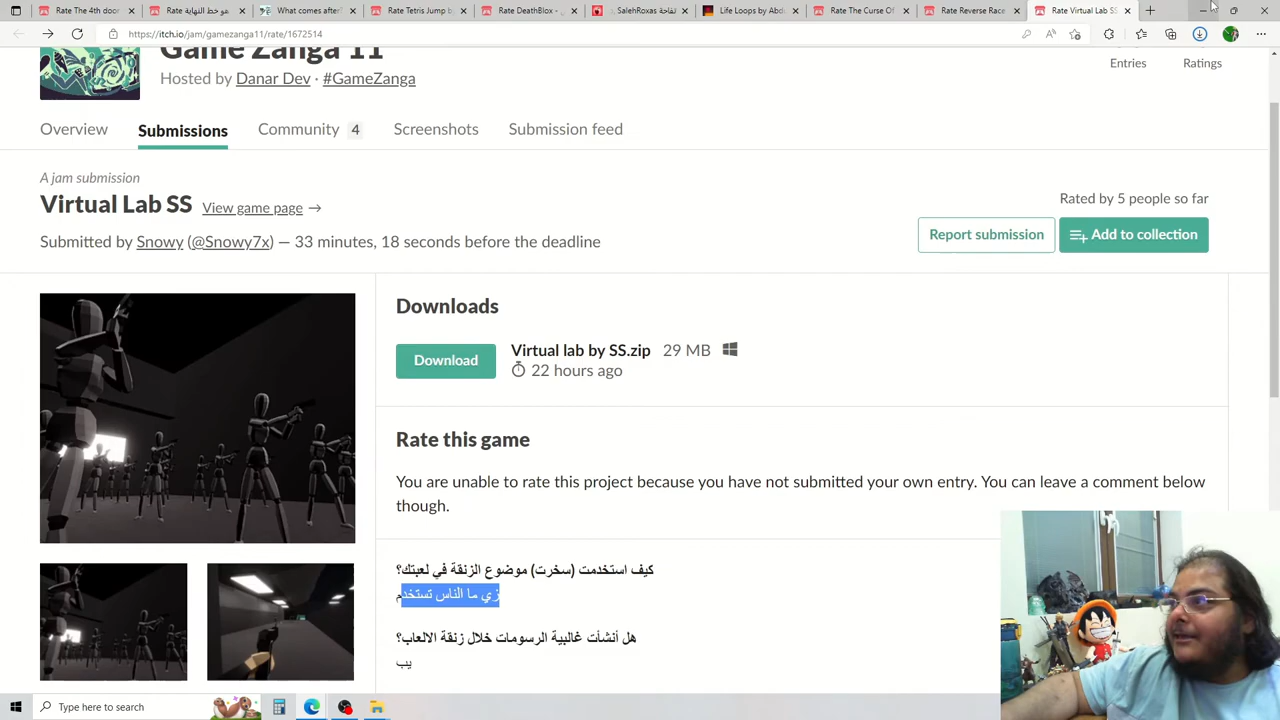 Rate The 4th door
Rate عو خط النهاية
What comes after
Rate Tetris Jump b
Rate DeathBlox -
تفاحة SalehRoxas
Life Loops by Abd
Rate The Curse Of
Rate Reverse Race
Rate Virtual Lab SS
https://itch.io/jam/gamezanga11/rate/1672514
Game Zanga 11
Hosted by Danar Dev · #GameZanga
Entries
Ratings
Overview
Submissions
Community 4
Screenshots
Submission feed
A jam submission
Virtual Lab SS View game page →
Submitted by Snowy (@Snowy7x) — 33 minutes, 18 seconds before the deadline
Rated by 5 people so far
Report submission
Add to collection
Downloads
Download
Virtual lab by SS.zip 29 MB
22 hours ago
Rate this game
You are unable to rate this project because you have not submitted your own entry. You can leave a comment below
though.
كيف استخدمت (سخرت) موضوع الزنقة في لعبتك؟
زي ما الناس تستخدم
هل أنشأت غالبية الرسومات خلال زنقة الالعاب؟
يب
Type here to search